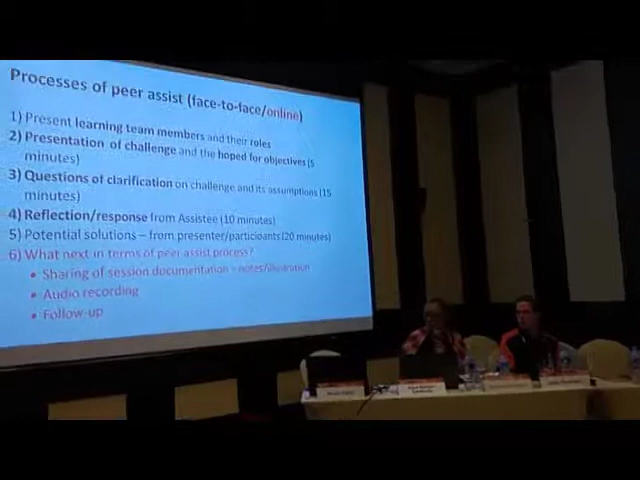 Processes of peer assist (face-to-face/online)
1) Present learning team members and their roles
2) Presentation of challenge and the hoped for objectives (5
minutes)
3) Questions of clarification on challenge and its assumptions (15
minutes)
4) Reflection/response from Assistee (10 minutes)
5) Potential solutions – from presenter/participants (20 minutes)
6) What next in terms of peer assist process?
• Sharing of session documentation – notes/illustration
• Audio recording
• Follow-up